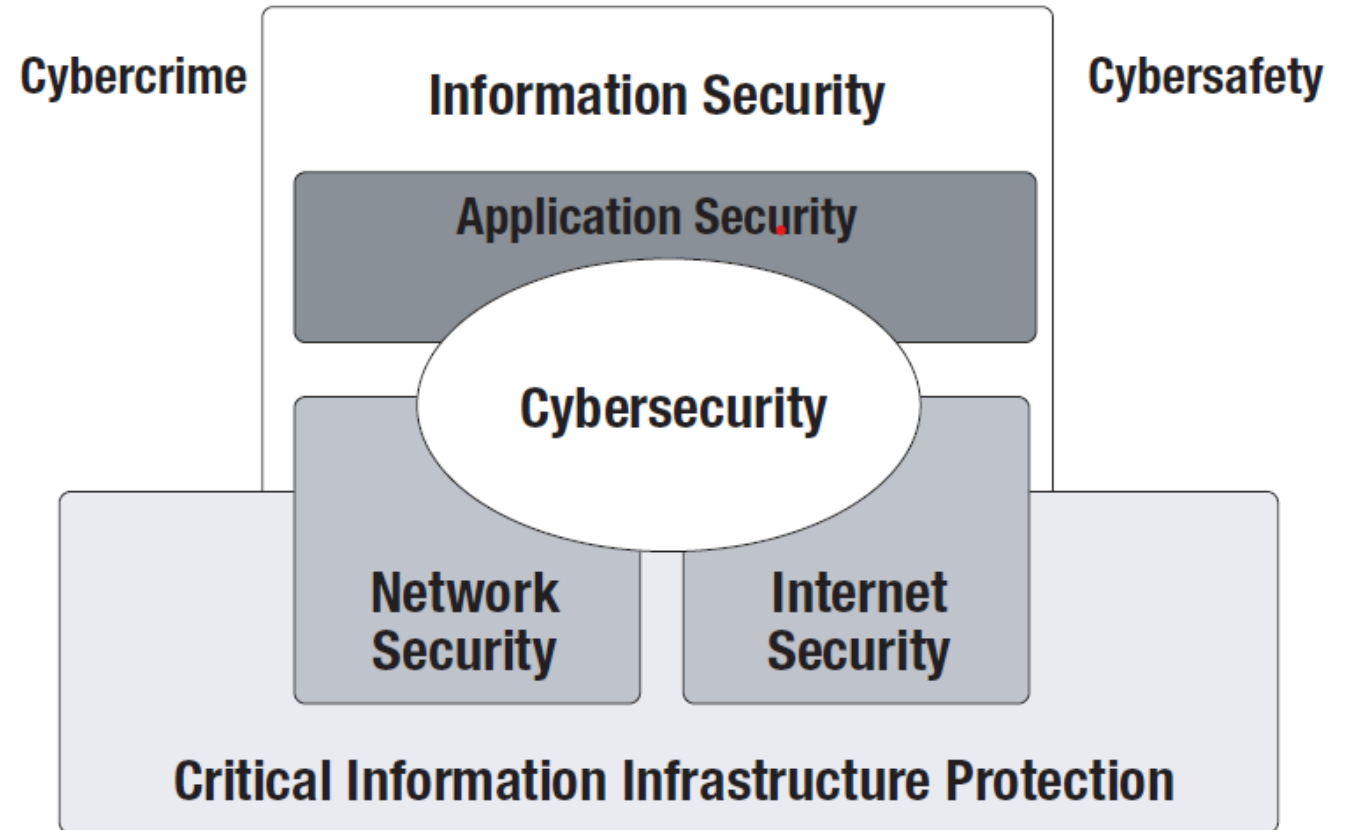 Cybercrime
Information Security
Cybersafety
Application Security
Cybersecurity
Network
Security
Internet
Security
Critical Information Infrastructure Protection